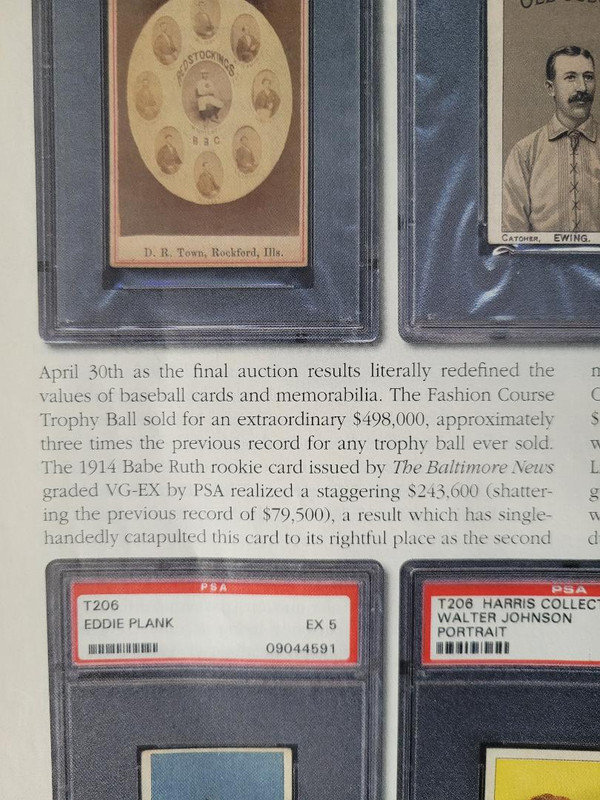 REDSTOCKINGS
B B C
D. R. Town, Rockford, Ills.
CATCHER, EWING.
April 30th as the final auction results literally redefined the
values of baseball cards and memorabilia. The Fashion Course
Trophy Ball sold for an extraordinary $498,000, approximately
three times the previous record for any trophy ball ever sold.
The 1914 Babe Ruth rookie card issued by The Baltimore News
graded VG-EX by PSA realized a staggering $243,600 (shatter-
ing the previous record of $79,500), a result which has single-
handedly catapulted this card to its rightful place as the second
PSA
T206
EDDIE PLANK EX 5
09044591
PSA
T206 HARRIS COLLECT
WALTER JOHNSON
PORTRAIT